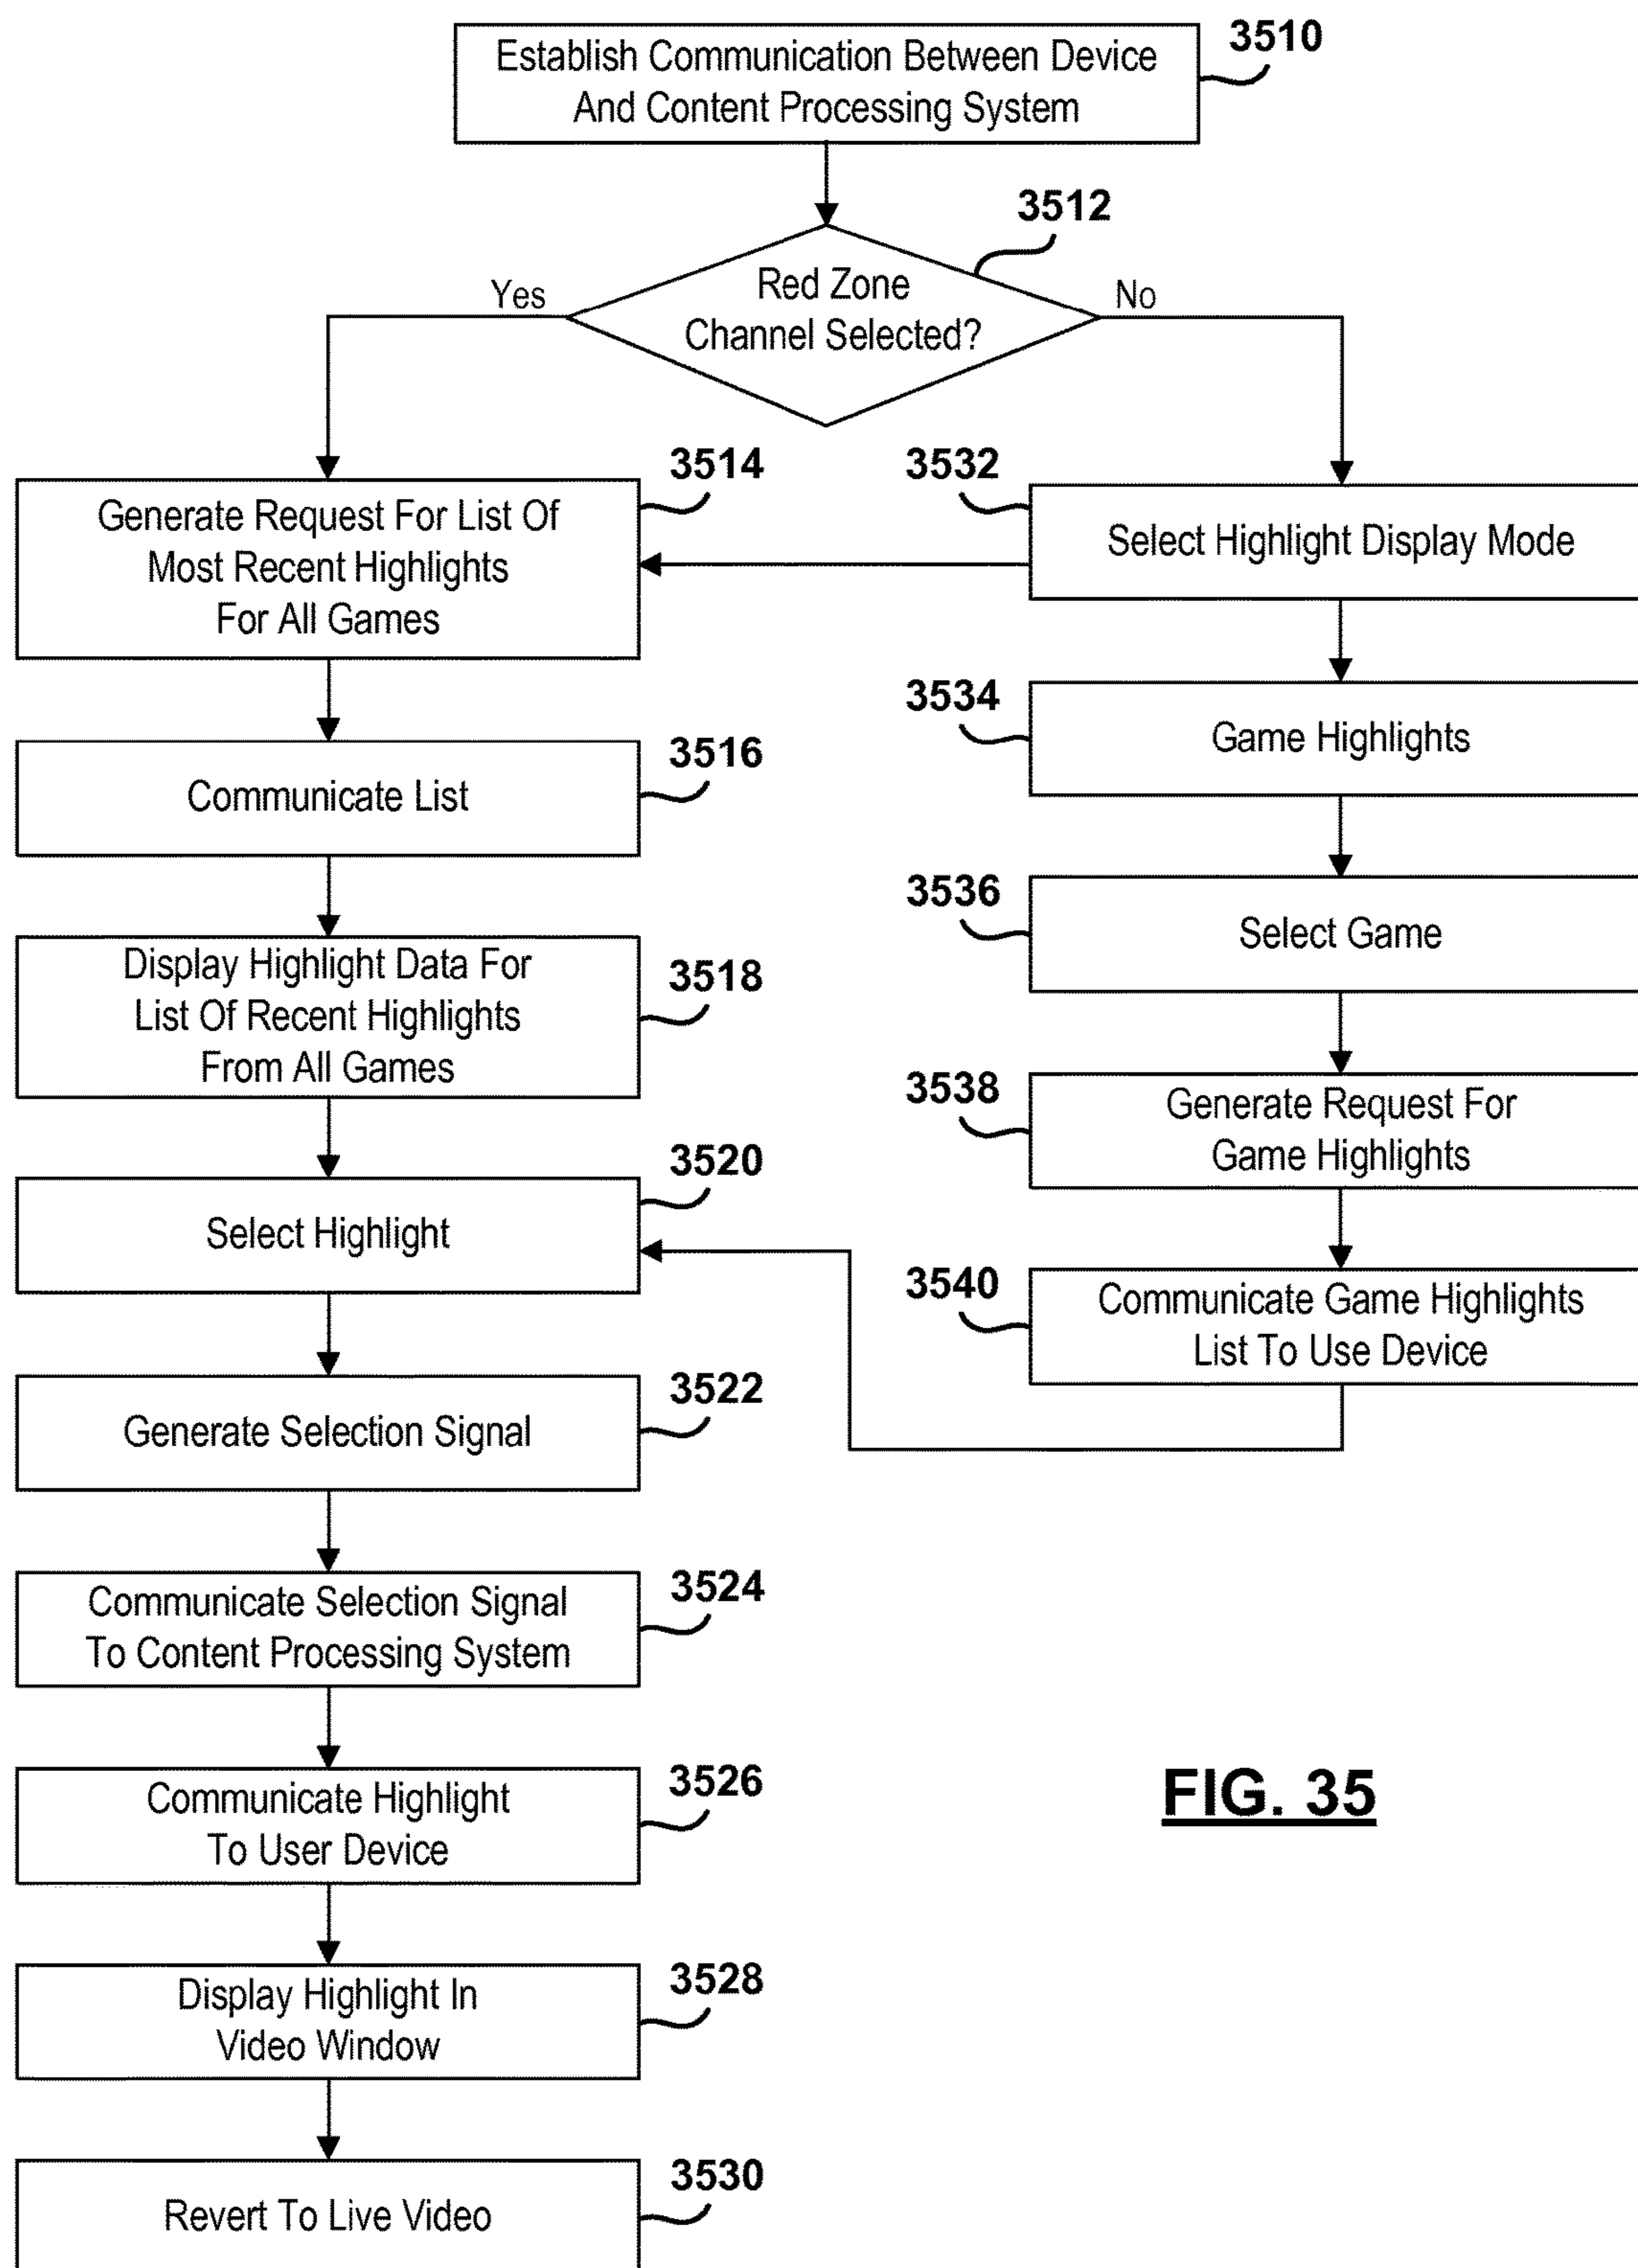 3510
Establish Communication Between Device
And Content Processing System
3512
Red Zone
Channel Selected?
Yes
No
3514
Generate Request For List Of
Most Recent Highlights
For All Games
3532
Select Highlight Display Mode
3516
Communicate List
3534
Game Highlights
3518
Display Highlight Data For
List Of Recent Highlights
From All Games
3536
Select Game
3520
Select Highlight
3538
Generate Request For
Game Highlights
3522
Generate Selection Signal
3540
Communicate Game Highlights
List To Use Device
3524
Communicate Selection Signal
To Content Processing System
3526
Communicate Highlight
To User Device
3528
Display Highlight In
Video Window
3530
Revert To Live Video
FIG. 35